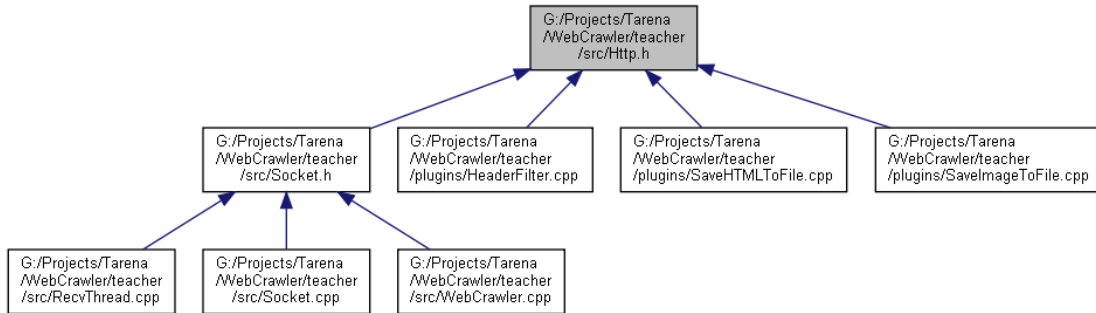 G:/Projects/Tarena
/WebCrawler/teacher
/src/Http.h
G:/Projects/Tarena
/WebCrawler/teacher
/src/Socket.h
G:/Projects/Tarena
/WebCrawler/teacher
/plugins/HeaderFilter.cpp
G:/Projects/Tarena
/WebCrawler/teacher
/plugins/SaveHTMLToFile.cpp
G:/Projects/Tarena
/WebCrawler/teacher
/plugins/SaveImageToFile.cpp
G:/Projects/Tarena
/WebCrawler/teacher
/src/RecvThread.cpp
G:/Projects/Tarena
/WebCrawler/teacher
/src/Socket.cpp
G:/Projects/Tarena
/WebCrawler/teacher
/src/WebCrawler.cpp